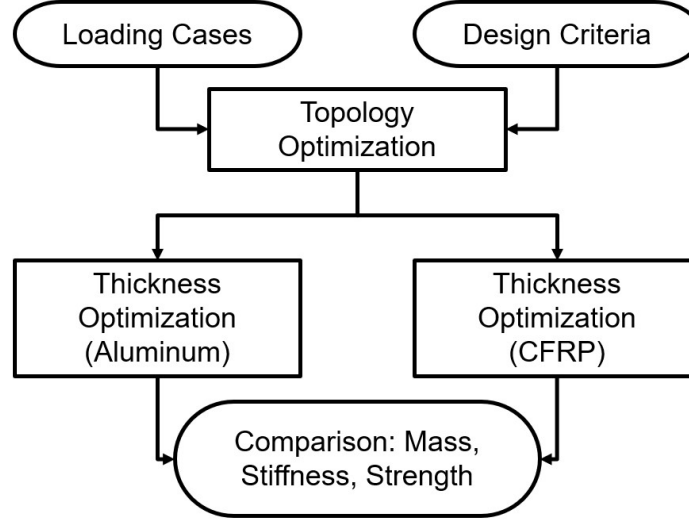 Loading Cases
Design Criteria
Topology
Optimization
Thickness
Optimization
(Aluminum)
Thickness
Optimization
(CFRP)
Comparison: Mass,
Stiffness, Strength